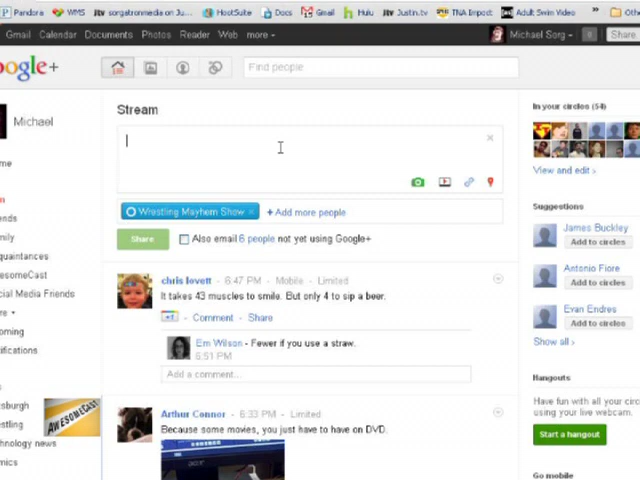 Pandora WMS sorgatronmedia on Ju... HootSuite Docs Gmail Hulu Justin.tv TNA Impact Adult Swim Video »
Gmail Calendar Documents Photos Reader Web more Michael Sorg Share
oogle+ Find people
Michael
Stream
Wrestling Mayhem Show × + Add more people
Share Also email 6 people not yet using Google+
chris lovett - 6:47 PM - Mobile - Limited
It takes 43 muscles to smile. But only 4 to sip a beer.
+1 - Comment - Share
Em Wilson - Fewer if you use a straw.
6:51 PM
Add a comment...
Arthur Connor - 6:33 PM - Limited
Because some movies, you just have to have on DVD.
acer
me
ends
mily
quaintances
wesomeCast
cial Media Friends
re
oming
tifications
tsburgh
estling
hnology news
mics
AWESOMECAST
In your circles (54)
View and edit ›
Suggestions
James Buckley
Add to circles
Antonio Fiore
Add to circles
Evan Endres
Add to circles
Show all ›
Hangouts
Have fun with all your circ
using your live webcam.
Start a hangout
Go mobile